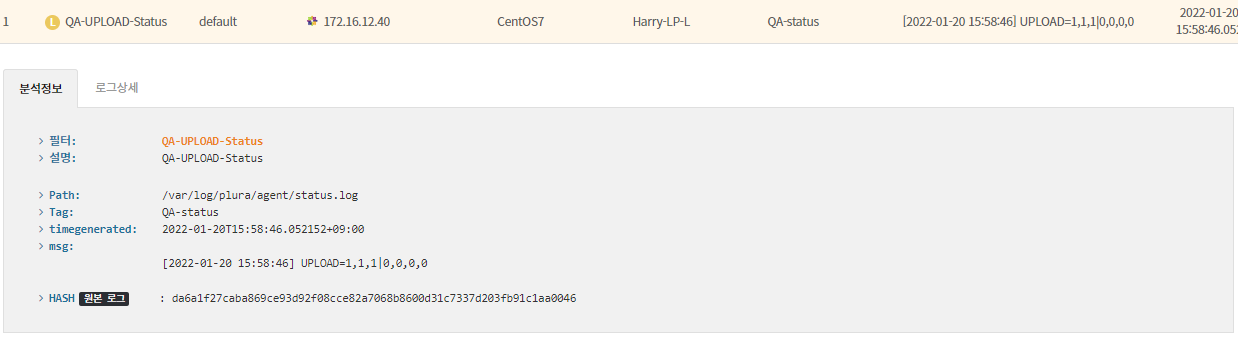 1 L QA-UPLOAD-Status default 172.16.12.40 CentOS7 Harry-LP-L QA-status [2022-01-20 15:58:46] UPLOAD=1,1,1|0,0,0,0 2022-01-20
15:58:46.052
분석정보 로그상세
필터: QA-UPLOAD-Status
설명: QA-UPLOAD-Status
Path: /var/log/plura/agent/status.log
Tag: QA-status
timegenerated: 2022-01-20T15:58:46.052152+09:00
msg:
[2022-01-20 15:58:46] UPLOAD=1,1,1|0,0,0,0
HASH 원본 로그 : da6a1f27caba869ce93d92f08cce82a7068b8600d31c7337d203fb91c1aa0046